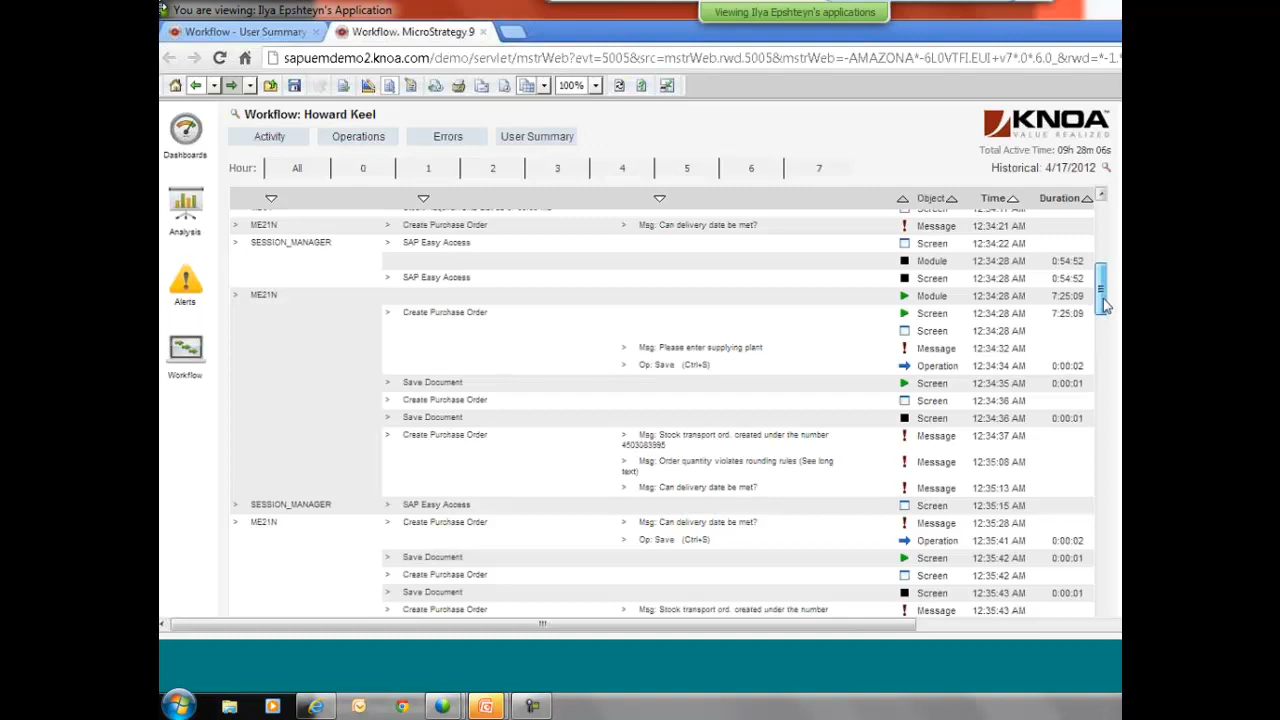 You are viewing: Ilya Epshteyn's Application
Viewing Ilya Epshteyn's applications
Workflow - User Summary
Workflow. MicroStrategy 9
sapuemdemo2.knoa.com/demo/servlet/mstrWeb?evt=5005&src=mstrWeb.rwd.5005&mstrWeb=-AMAZONA*-6L0VTFI.EUI+v7*.0*.6.0_&rwd=*-1.*
100%
Workflow: Howard Keel
KNOA
VALUE REALIZED
Activity Operations Errors User Summary
Total Active Time: 09h 28m 06s
Historical: 4/17/2012
Hour: All 0 1 2 3 4 5 6 7
Object Time Duration
> ME21N > Create Purchase Order > Msg: Can delivery date be met? Message 12:34:21 AM
> SESSION_MANAGER > SAP Easy Access Screen 12:34:22 AM
Module 12:34:28 AM 0:54:52
> SAP Easy Access Screen 12:34:28 AM 0:54:52
> ME21N Module 12:34:28 AM 7:25:09
> Create Purchase Order Screen 12:34:28 AM 7:25:09
Screen 12:34:28 AM
> Msg: Please enter supplying plant Message 12:34:32 AM
> Op: Save (Ctrl+S) Operation 12:34:34 AM 0:00:02
> Save Document Screen 12:34:35 AM 0:00:01
> Create Purchase Order Screen 12:34:36 AM
> Save Document Screen 12:34:36 AM 0:00:01
> Create Purchase Order > Msg: Stock transport ord. created under the number 4503083995 Message 12:34:37 AM
> Msg: Order quantity violates rounding rules (See long text) Message 12:35:08 AM
> Msg: Can delivery date be met? Message 12:35:13 AM
> SESSION_MANAGER > SAP Easy Access Screen 12:35:15 AM
> ME21N > Create Purchase Order > Msg: Can delivery date be met? Message 12:35:28 AM
> Op: Save (Ctrl+S) Operation 12:35:41 AM 0:00:02
> Save Document Screen 12:35:42 AM 0:00:01
> Create Purchase Order Screen 12:35:42 AM
> Save Document Screen 12:35:43 AM 0:00:01
> Create Purchase Order > Msg: Stock transport ord. created under the number Message 12:35:43 AM
Dashboards
Analysis
Alerts
Workflow